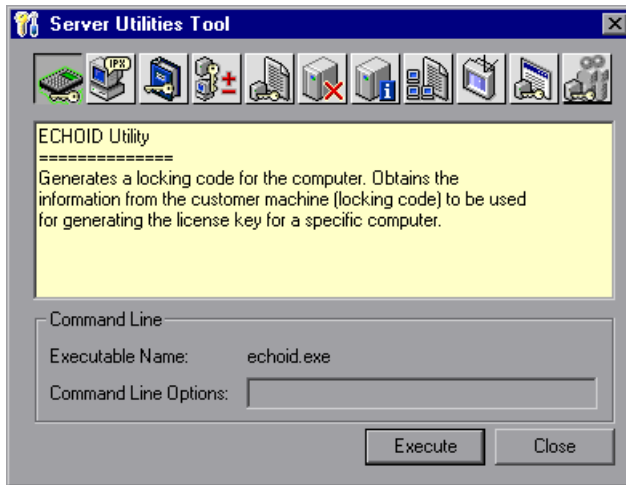 Server Utilities Tool
IPX
ECHOID Utility
==============
Generates a locking code for the computer. Obtains the
information from the customer machine (locking code) to be used
for generating the license key for a specific computer.
Command Line
Executable Name: echoid.exe
Command Line Options:
Execute Close